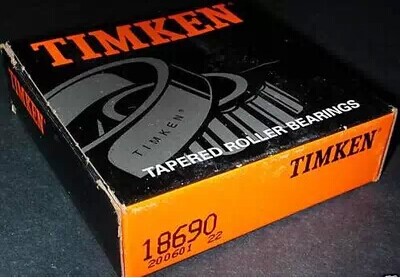 TIMKEN®
TIMKEN®
TAPERED ROLLER BEARINGS
TIMKEN®
18690
200601 22